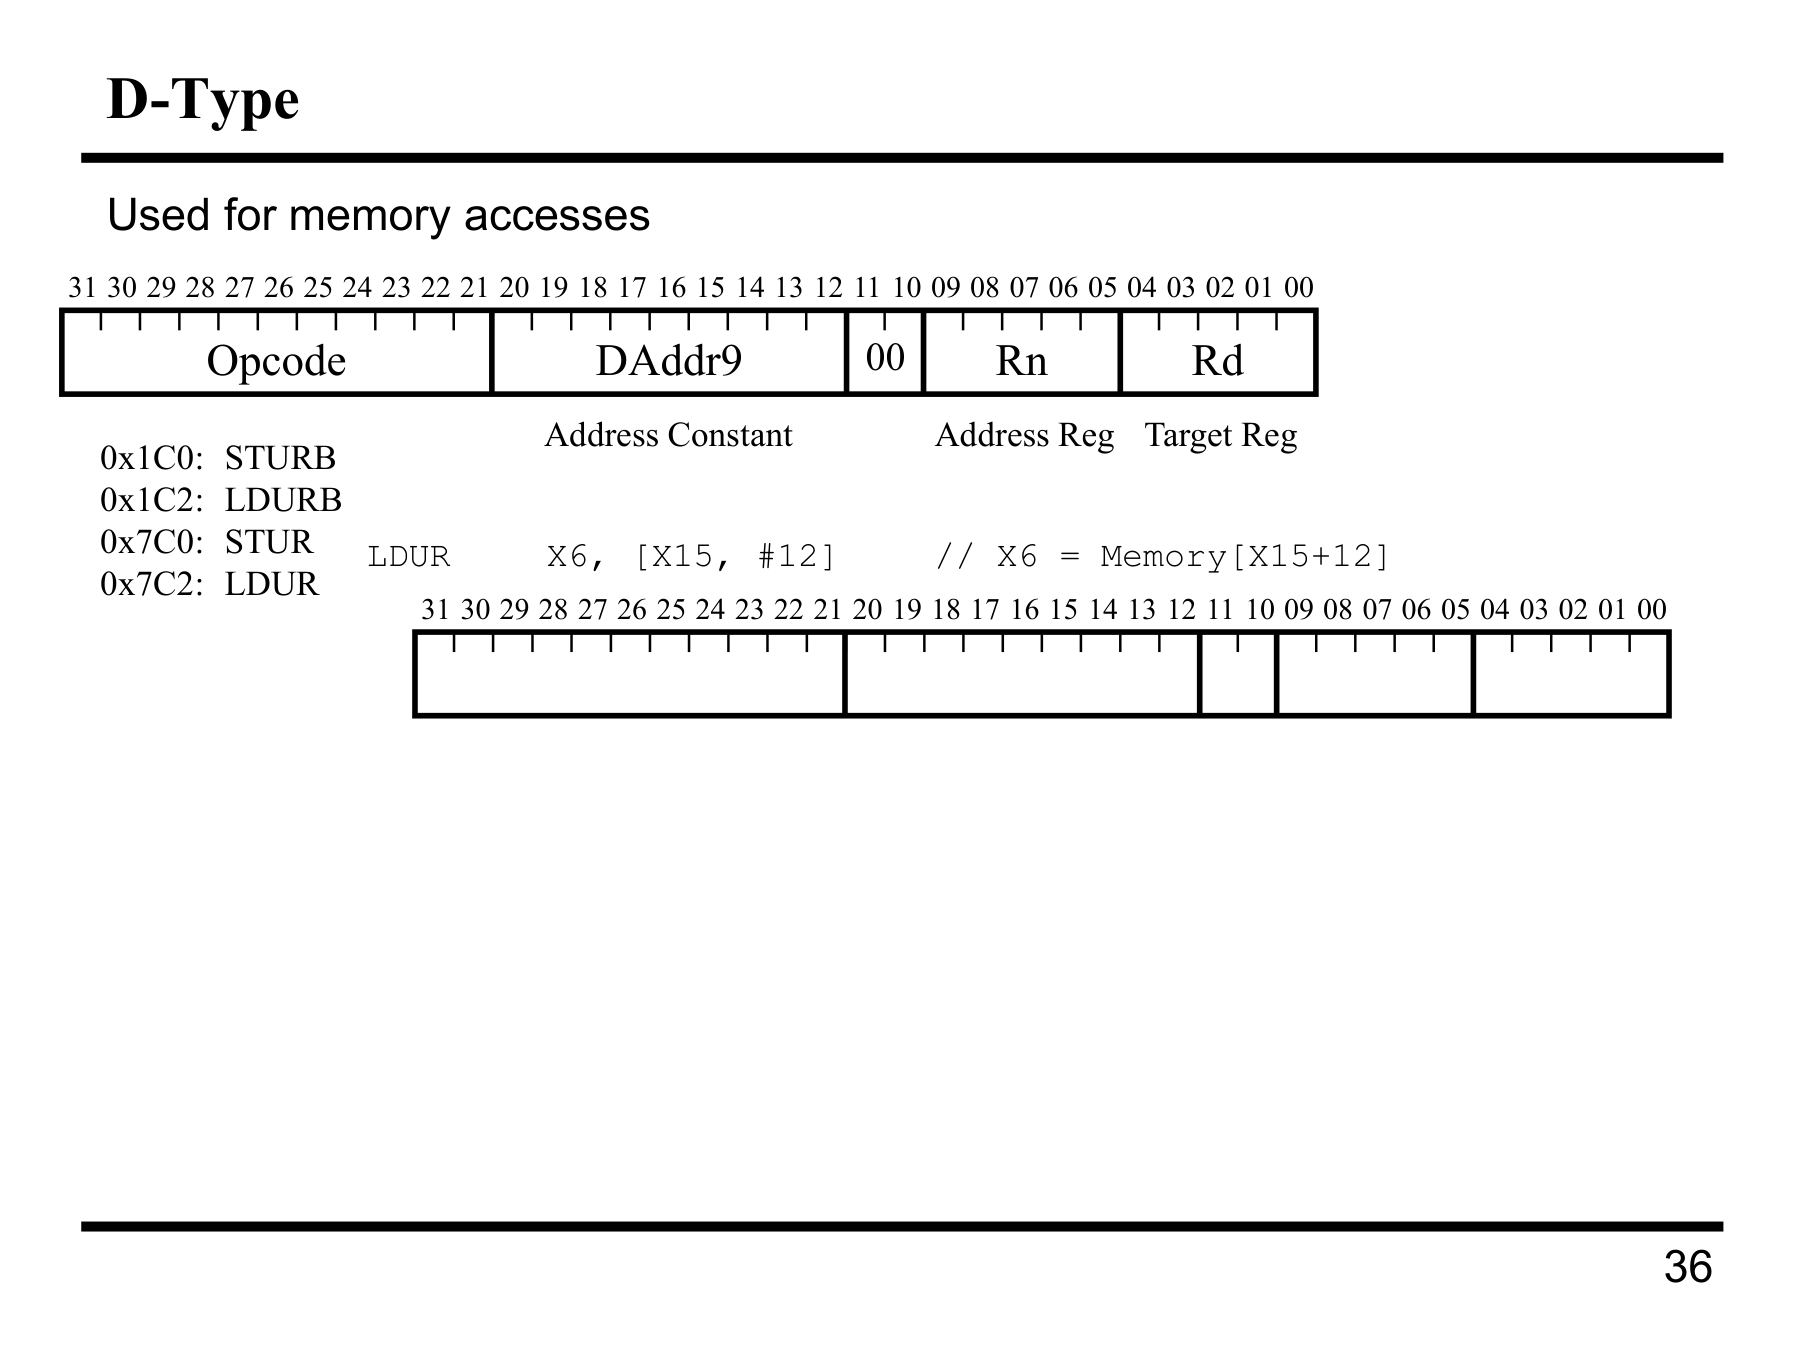 D-Type
Used for memory accesses
31 30 29 28 27 26 25 24 23 22 21 20 19 18 17 16 15 14 13 12 11 10 09 08 07 06 05 04 03 02 01 00
Opcode DAddr9 00 Rn Rd
Address Constant Address Reg Target Reg
0x1C0: STURB
0x1C2: LDURB
0x7C0: STUR
0x7C2: LDUR
LDUR X6, [X15, #12] // X6 = Memory[X15+12]
31 30 29 28 27 26 25 24 23 22 21 20 19 18 17 16 15 14 13 12 11 10 09 08 07 06 05 04 03 02 01 00
36